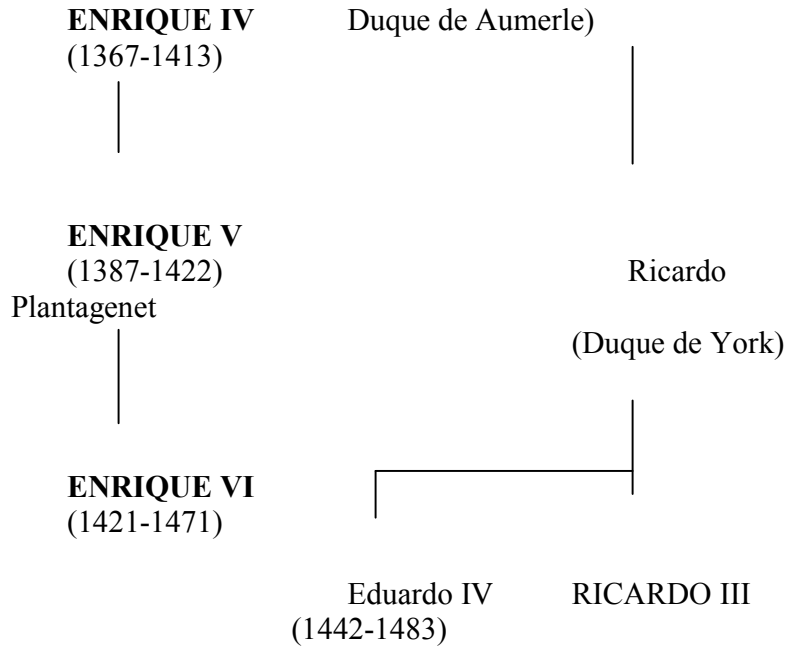 ENRIQUE IV Duque de Aumerle)
(1367-1413)
ENRIQUE V
(1387-1422) Ricardo
Plantagenet
(Duque de York)
ENRIQUE VI
(1421-1471)
Eduardo IV RICARDO III
(1442-1483)